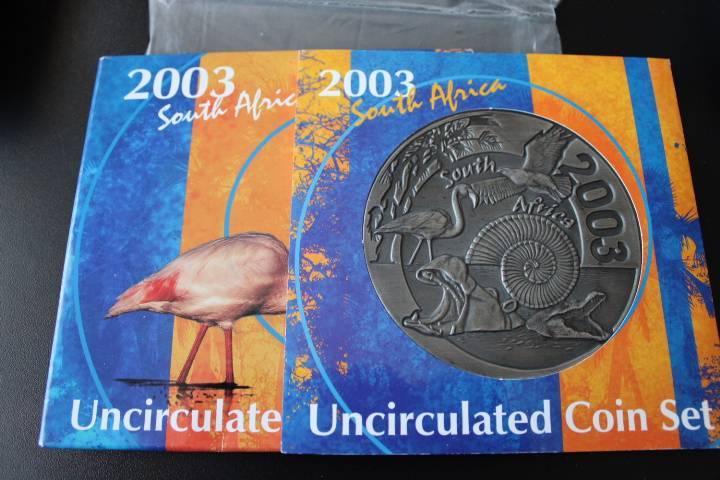 2003
South Afric
Uncirculate
2003
South Africa
South
Africa
2003
Uncirculated Coin Set